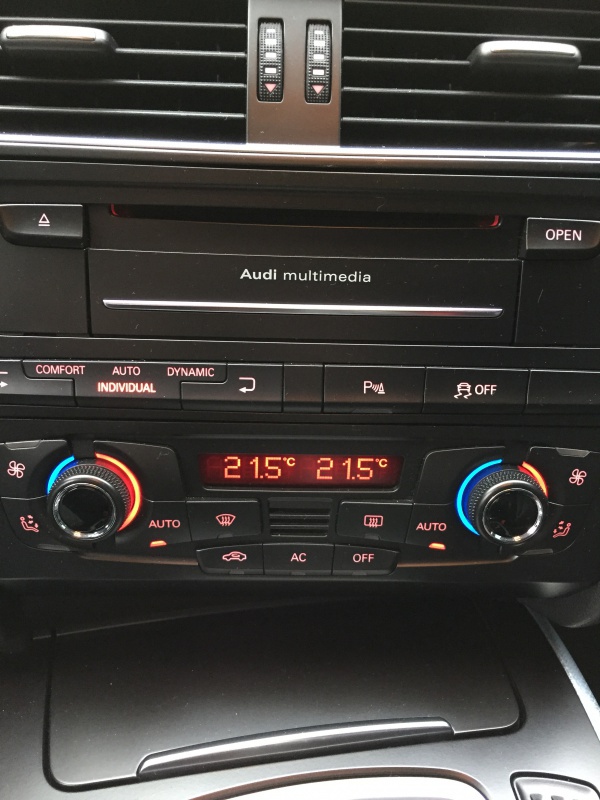 OPEN
Audi multimedia
COMFORT AUTO DYNAMIC
INDIVIDUAL
P OFF
21.5°C 21.5°C
AUTO AUTO
AC OFF